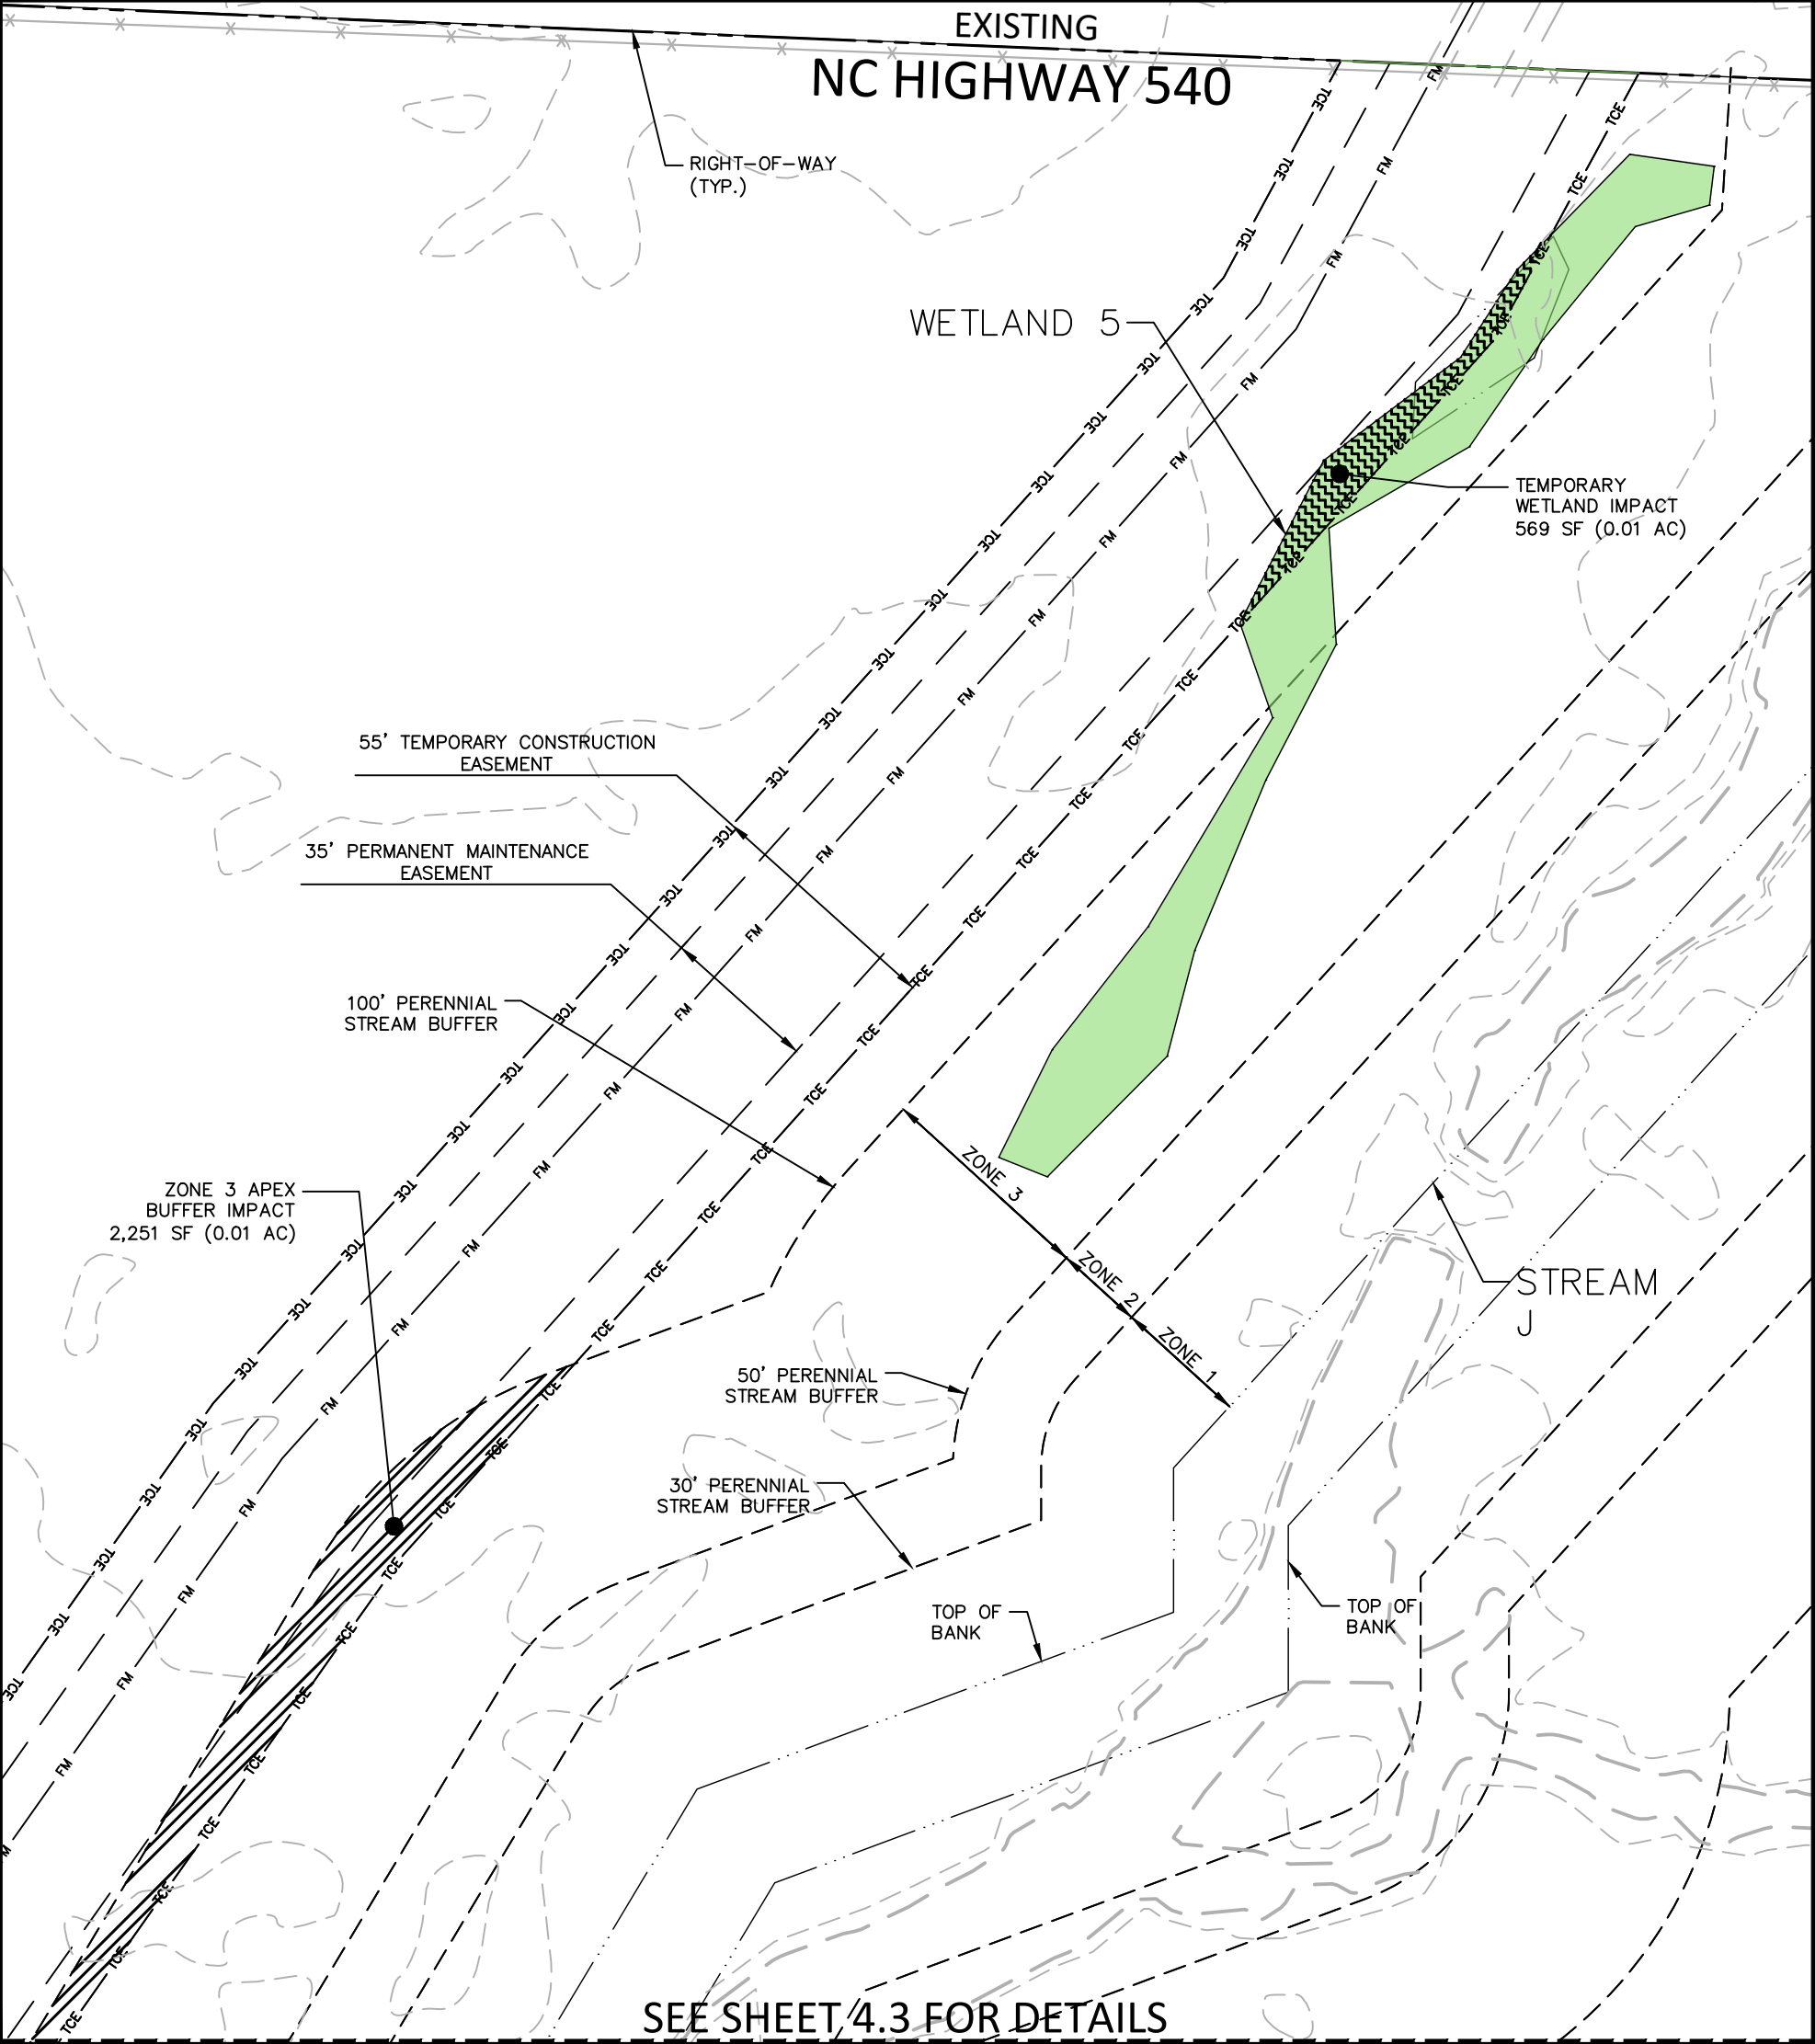 EXISTING
NC HIGHWAY 540
RIGHT-OF-WAY
(TYP.)
WETLAND 5
TEMPORARY
WETLAND IMPACT
569 SF (0.01 AC)
55' TEMPORARY CONSTRUCTION
EASEMENT
35' PERMANENT MAINTENANCE
EASEMENT
100' PERENNIAL
STREAM BUFFER
ZONE 3 APEX
BUFFER IMPACT
2,251 SF (0.01 AC)
ZONE 3
ZONE 2
ZONE 1
STREAM
J
50' PERENNIAL
STREAM BUFFER
30' PERENNIAL
STREAM BUFFER
TOP OF
BANK
TOP OF
BANK
TCE
FM
TCE
SEE SHEET 4.3 FOR DETAILS